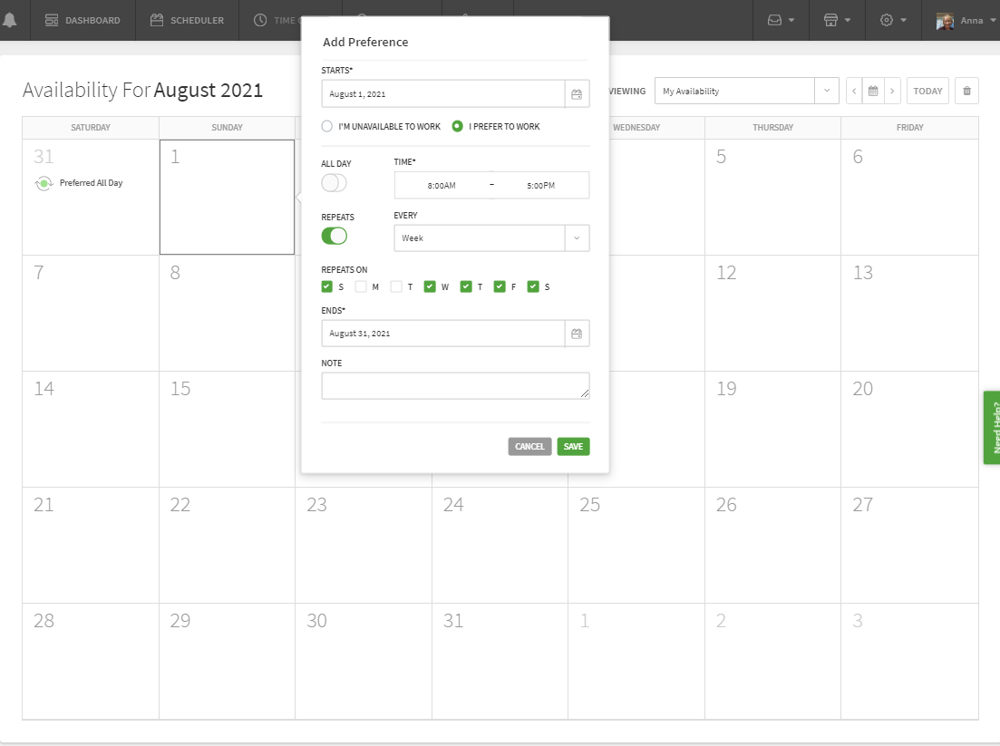 DASHBOARD
SCHEDULER
TIME
Anna
Add Preference
STARTS*
August 1, 2021
I'M UNAVAILABLE TO WORK
I PREFER TO WORK
ALL DAY
TIME*
8:00AM – 5:00PM
REPEATS
EVERY
Week
REPEATS ON
S M T W T F S
ENDS*
August 31, 2021
NOTE
CANCEL
SAVE
Availability For August 2021
VIEWING
My Availability
TODAY
SATURDAY SUNDAY WEDNESDAY THURSDAY FRIDAY
31 1 5 6
Preferred All Day
7 8 12 13
14 15 19 20
21 22 23 24 25 26 27
28 29 30 31 1 2 3
Need Help?